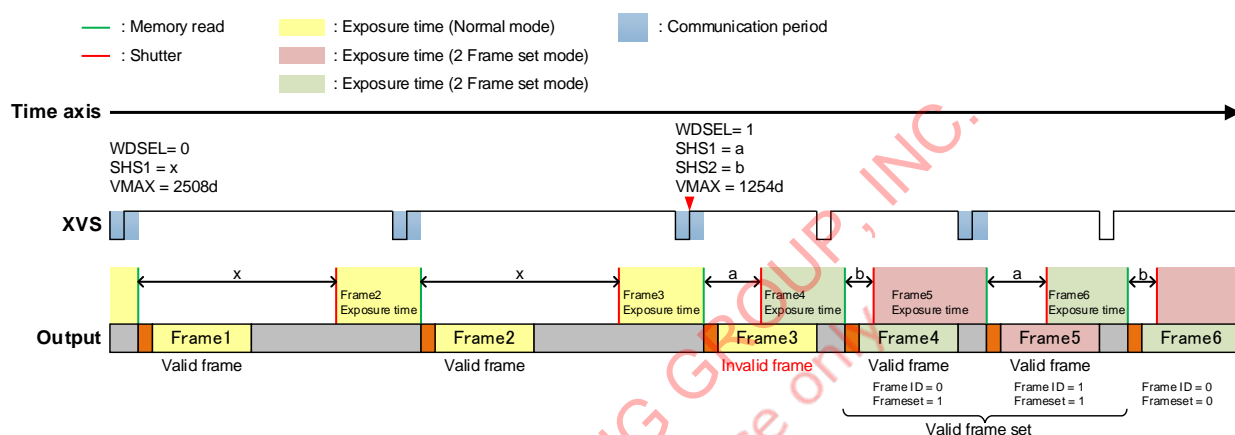 : Memory read
: Exposure time (Normal mode)
: Communication period
: Shutter
: Exposure time (2 Frame set mode)
: Exposure time (2 Frame set mode)
Time axis
WDSEL= 0
SHS1 = x
VMAX = 2508d
WDSEL= 1
SHS1 = a
SHS2 = b
VMAX = 1254d
XVS
x
x
a
b
a
b
Frame2
Exposure time
Frame3
Exposure time
Frame4
Exposure time
Frame5
Exposure time
Frame6
Exposure time
Output
Frame1
Frame2
Frame3
Frame4
Frame5
Frame6
Valid frame
Valid frame
Invalid frame
Valid frame
Valid frame
Frame ID = 0
Frameset = 1
Frame ID = 1
Frameset = 1
Frame ID = 0
Frameset = 0
Valid frame set
G GROUP, INC.
e only